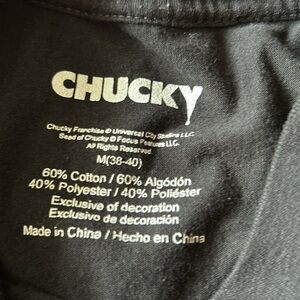 CHUCKY
Chucky Franchise © Universal City Studios LLC.
Seed of Chucky © Focus Features LLC.
All Rights Reserved.
M(38-40)
60% Cotton / 60% Algodón
40% Polyester / 40% Poliéster
Exclusive of decoration
Exclusivo de decoración
Made in China / Hecho en China